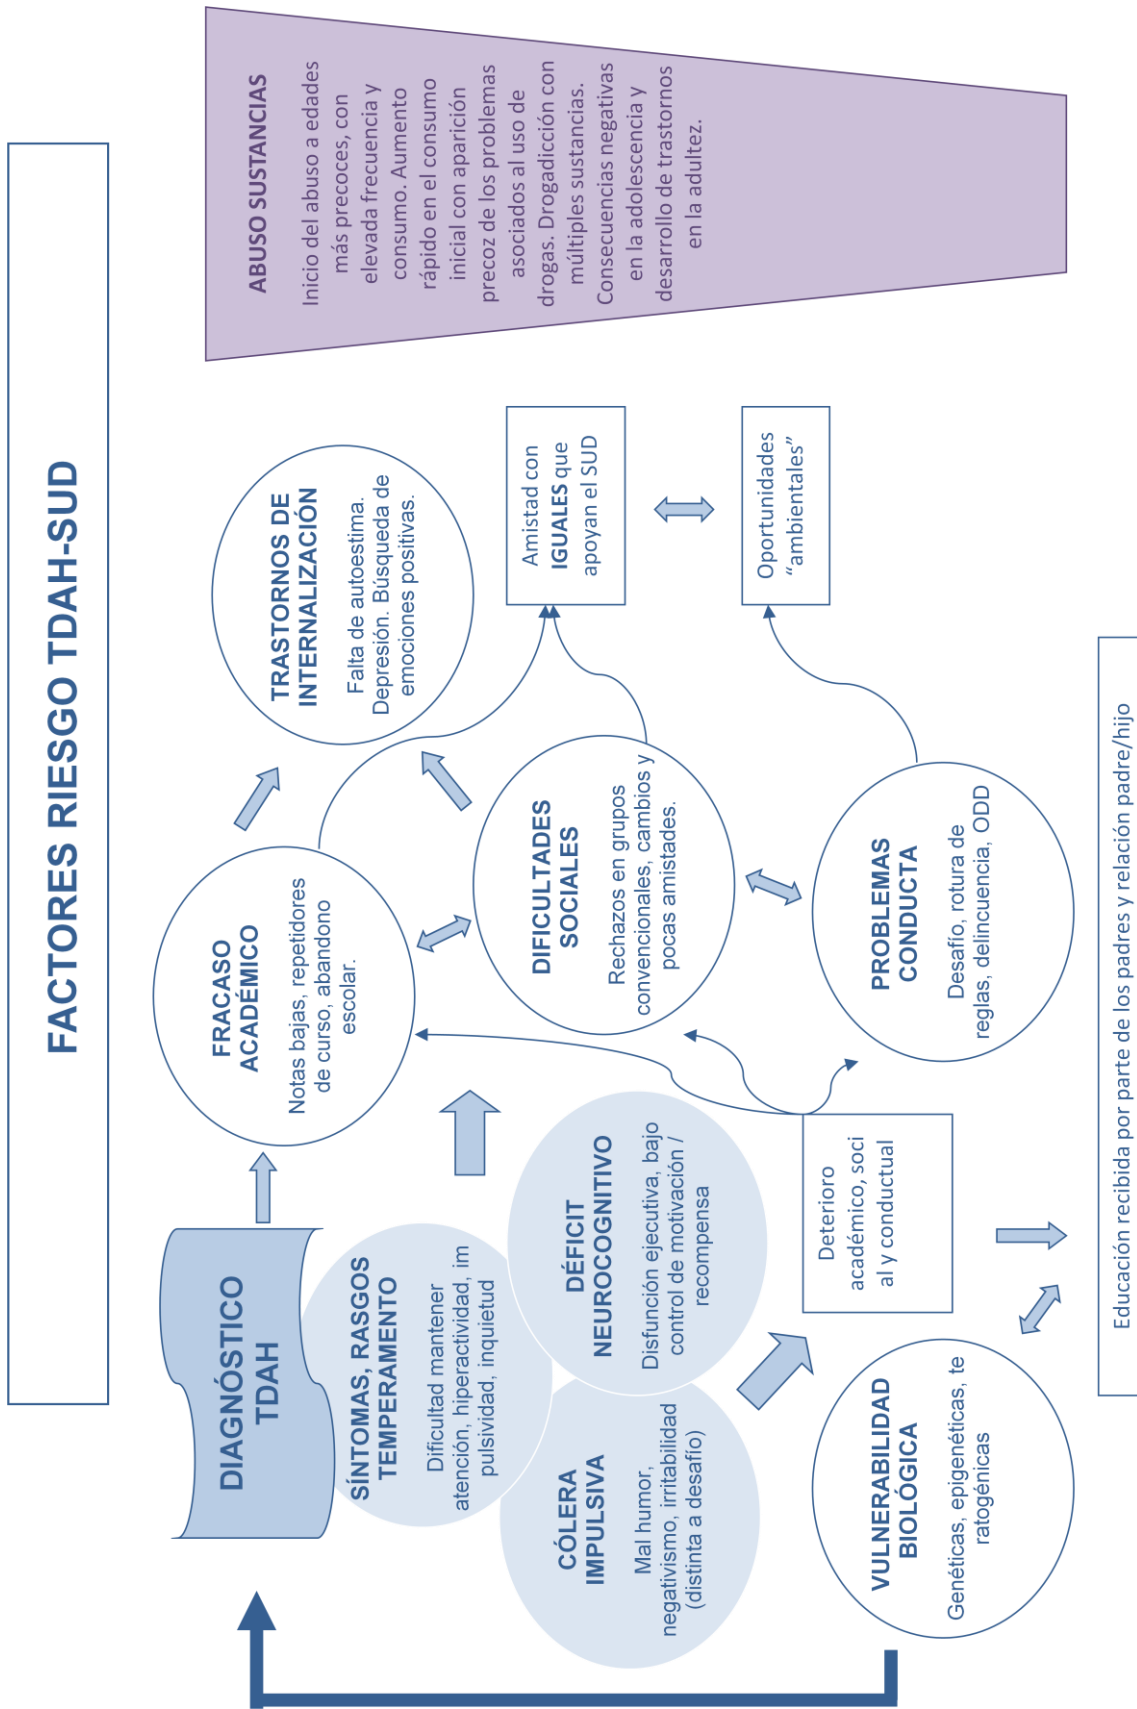 FACTORES RIESGO TDAH-SUD
DIAGNÓSTICO
TDAH
SÍNTOMAS, RASGOS
TEMPERAMENTO
Dificultad mantener
atención, hiperactividad, im
pulsividad, inquietud
CÓLERA
IMPULSIVA
Mal humor,
negativismo, irritabilidad
(distinta a desafío)
DÉFICIT
NEUROCOGNITIVO
Disfunción ejecutiva, bajo
control de motivación /
recompensa
VULNERABILIDAD
BIOLÓGICA
Genéticas, epigenéticas, te
ratogénicas
Deterioro
académico, soci
al y conductual
FRACASO
ACADÉMICO
Notas bajas, repetidores
de curso, abandono
escolar.
DIFICULTADES
SOCIALES
Rechazos en grupos
convencionales, cambios y
pocas amistades.
PROBLEMAS
CONDUCTA
Desafío, rotura de
reglas, delincuencia, ODD
TRASTORNOS DE
INTERNALIZACIÓN
Falta de autoestima.
Depresión. Búsqueda de
emociones positivas.
Amistad con
IGUALES que
apoyan el SUD
Oportunidades
“ambientales”
ABUSO SUSTANCIAS
Inicio del abuso a edades
más precoces, con
elevada frecuencia y
consumo. Aumento
rápido en el consumo
inicial con aparición
precoz de los problemas
asociados al uso de
drogas. Drogadicción con
múltiples sustancias.
Consecuencias negativas
en la adolescencia y
desarrollo de trastornos
en la adultez.
Educación recibida por parte de los padres y relación padre/hijo